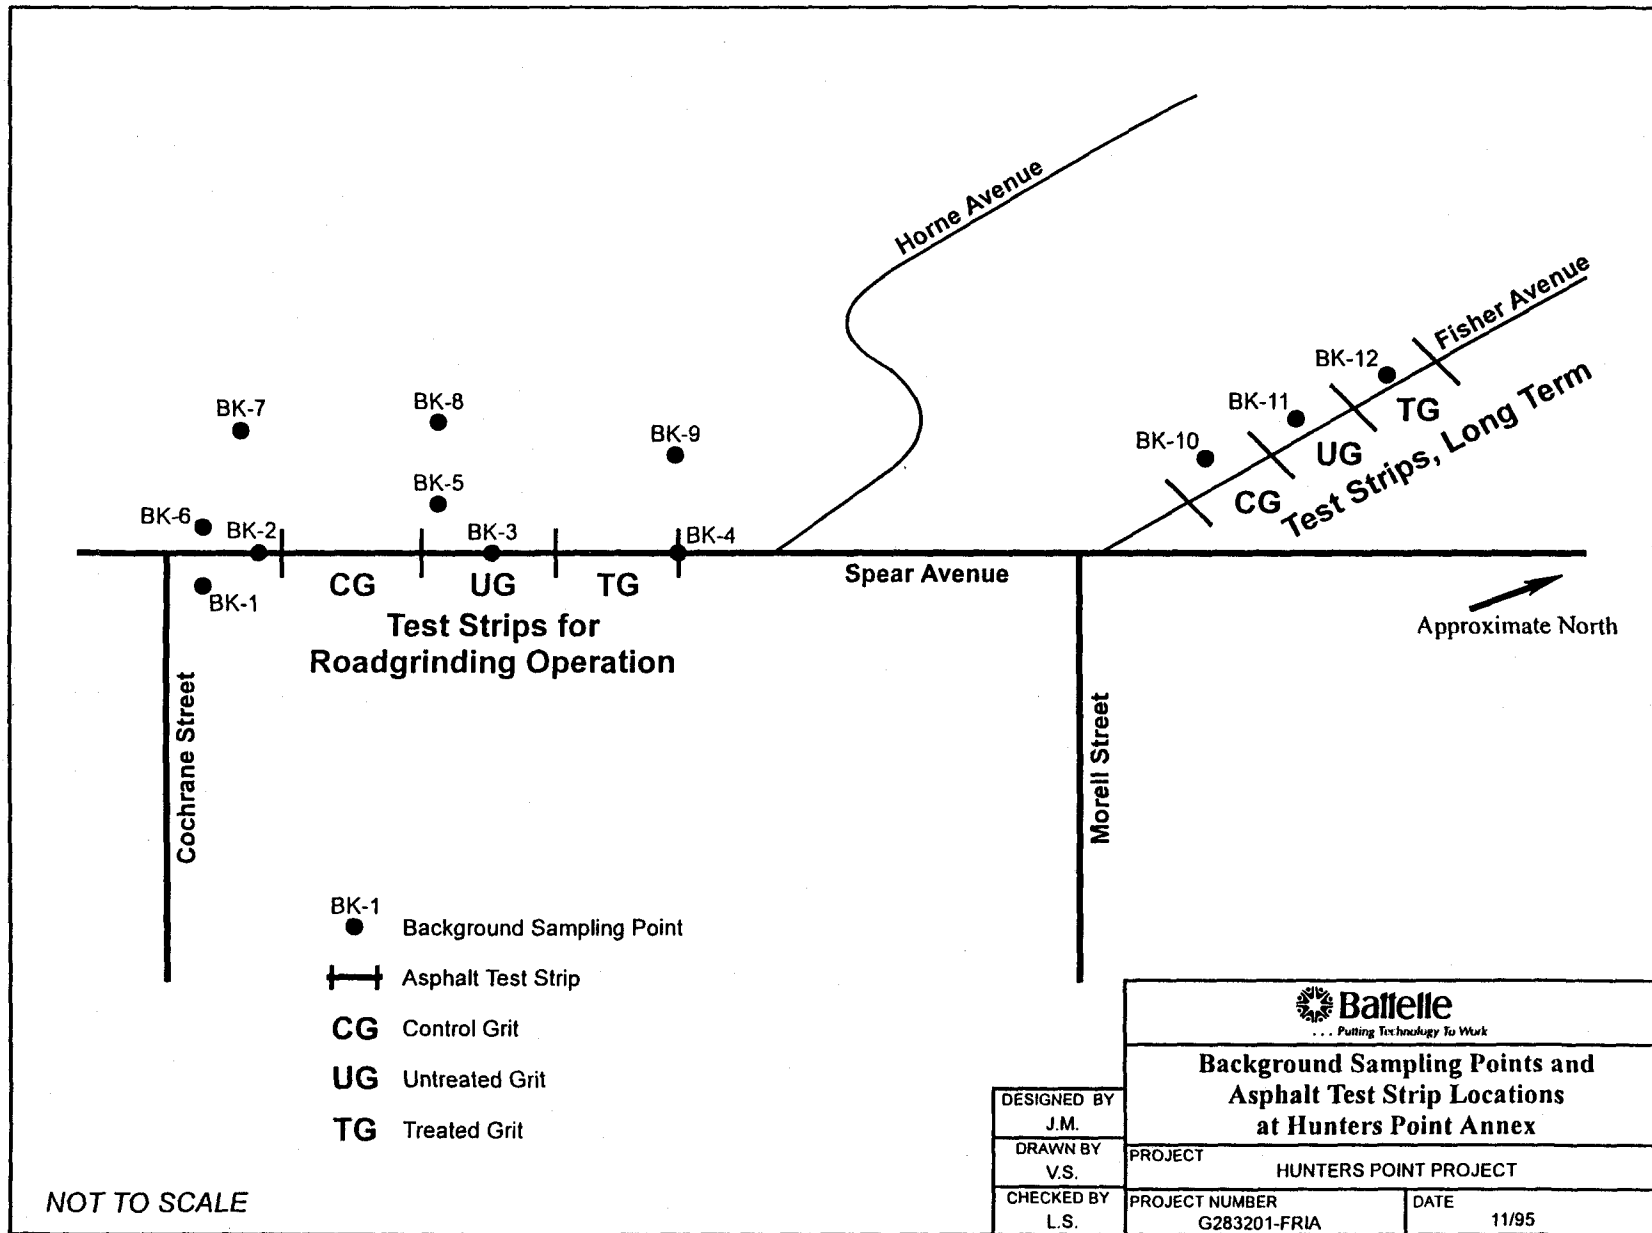 Horne Avenue
Fisher Avenue
BK-12
BK-7
BK-8
BK-11
TG
BK-9
BK-10
UG
Test Strips, Long Term
BK-5
CG
BK-6
BK-2
BK-3
BK-4
CG
UG
TG
Spear Avenue
BK-1
Test Strips for
Roadgrinding Operation
Approximate North
Cochrane Street
Morell Street
BK-1
Background Sampling Point
Asphalt Test Strip
CG Control Grit
UG Untreated Grit
TG Treated Grit
NOT TO SCALE
Battelle
. . . Putting Technology To Work
Background Sampling Points and
Asphalt Test Strip Locations
at Hunters Point Annex
DESIGNED BY
J.M.
DRAWN BY
V.S.
CHECKED BY
L.S.
PROJECT
HUNTERS POINT PROJECT
PROJECT NUMBER
G283201-FRIA
DATE
11/95